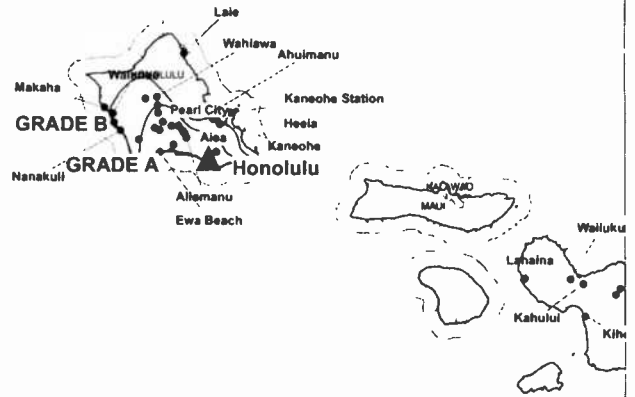 Laie
Wahiawa
Ahuimanu
Makaha
Pearl City
Kaneohe Station
GRADE B
Aiea
Heeia
Kaneohe
GRADE A
Honolulu
Nanakuli
Aliamanu
Ewa Beach
MAUI
Wailuku
Lahaina
Kahului
Kihe